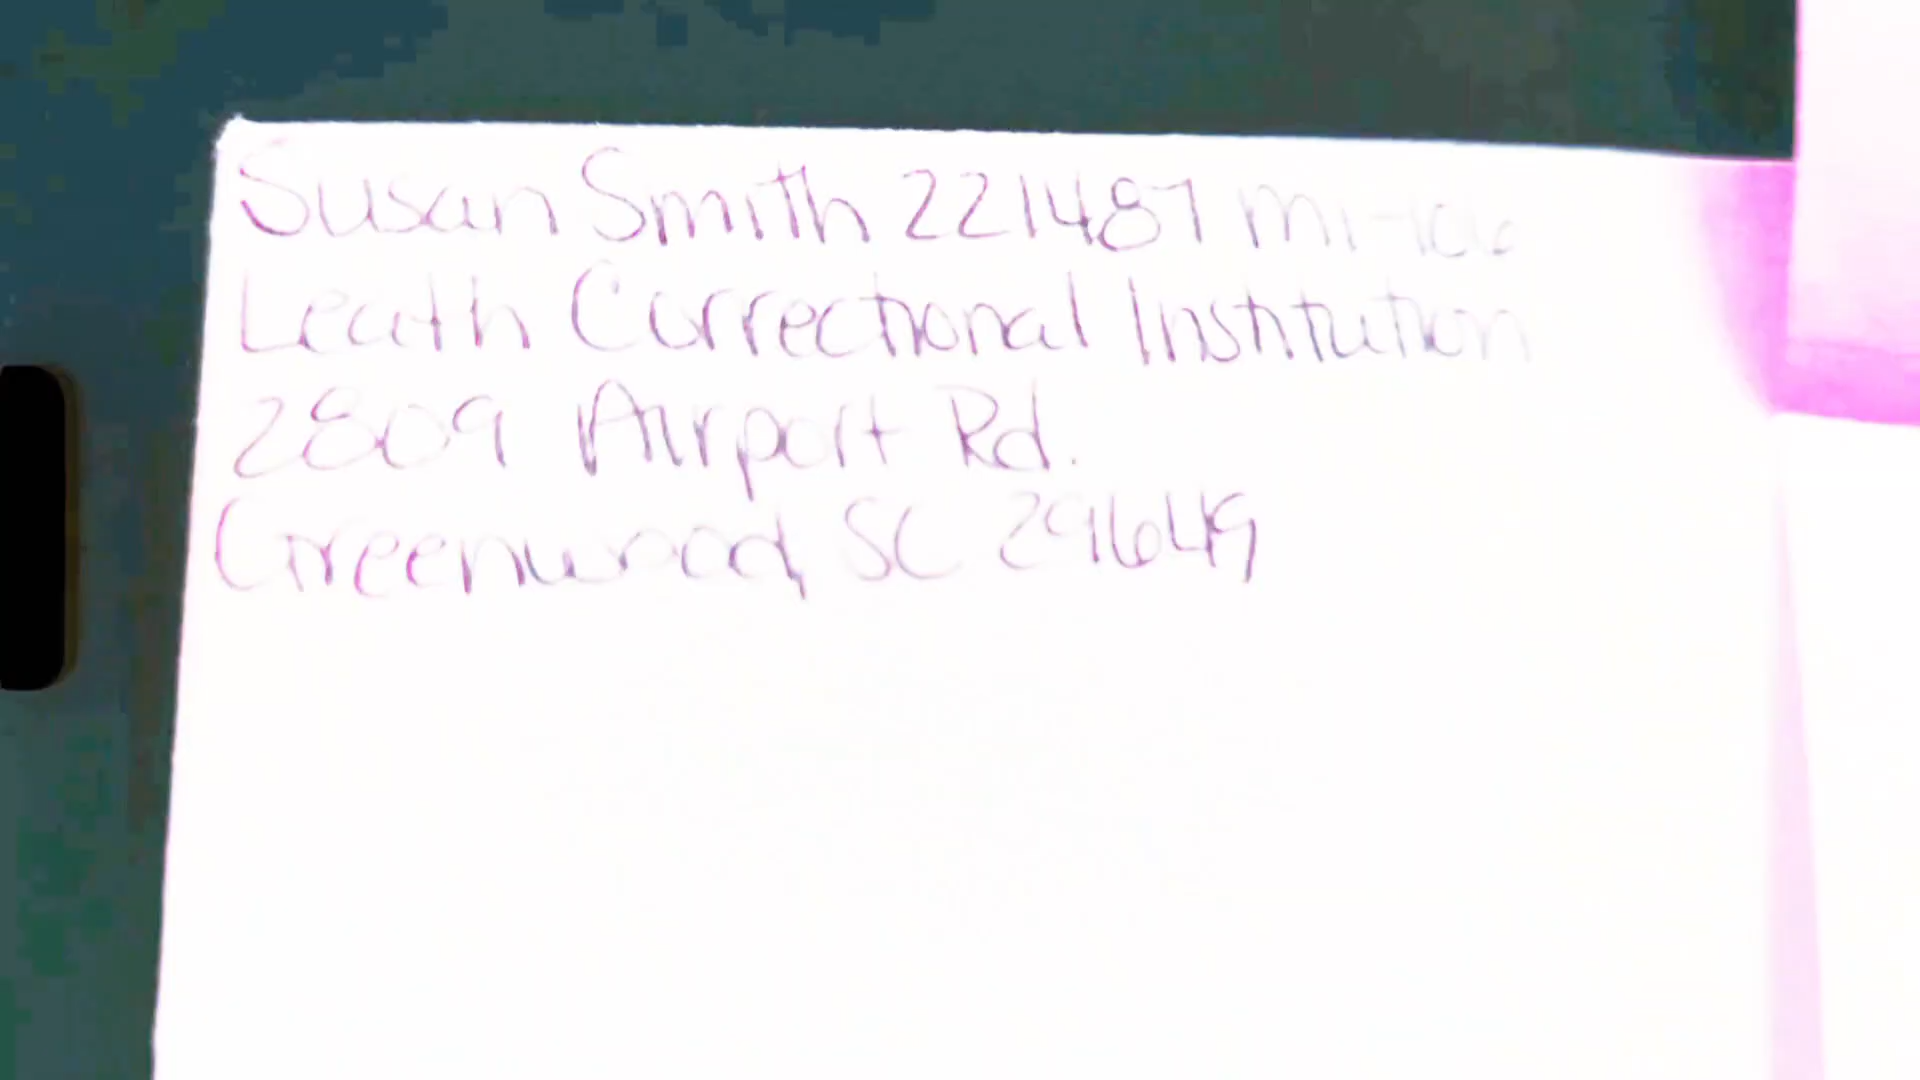 Susan Smith 221487
Leath Correctional Institution
2809 Airport Rd.
Greenwood, SC 29649